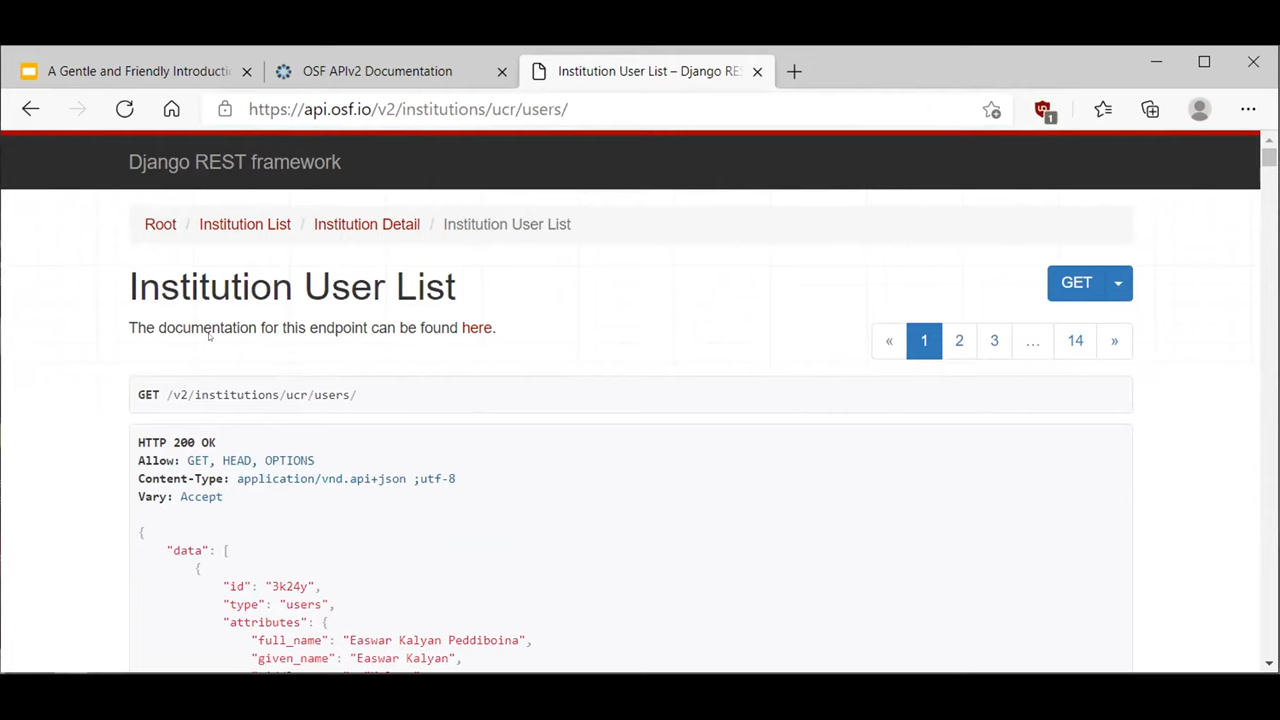 A Gentle and Friendly Introducti
OSF APIv2 Documentation
Institution User List – Django RE
https://api.osf.io/v2/institutions/ucr/users/
1
Django REST framework
Root / Institution List / Institution Detail / Institution User List
Institution User List
GET
The documentation for this endpoint can be found here.
« 1 2 3 … 14 »
GET /v2/institutions/ucr/users/
HTTP 200 OK
Allow: GET, HEAD, OPTIONS
Content-Type: application/vnd.api+json ;utf-8
Vary: Accept
{
"data": [
{
"id": "3k24y",
"type": "users",
"attributes": {
"full_name": "Easwar Kalyan Peddiboina",
"given_name": "Easwar Kalyan",